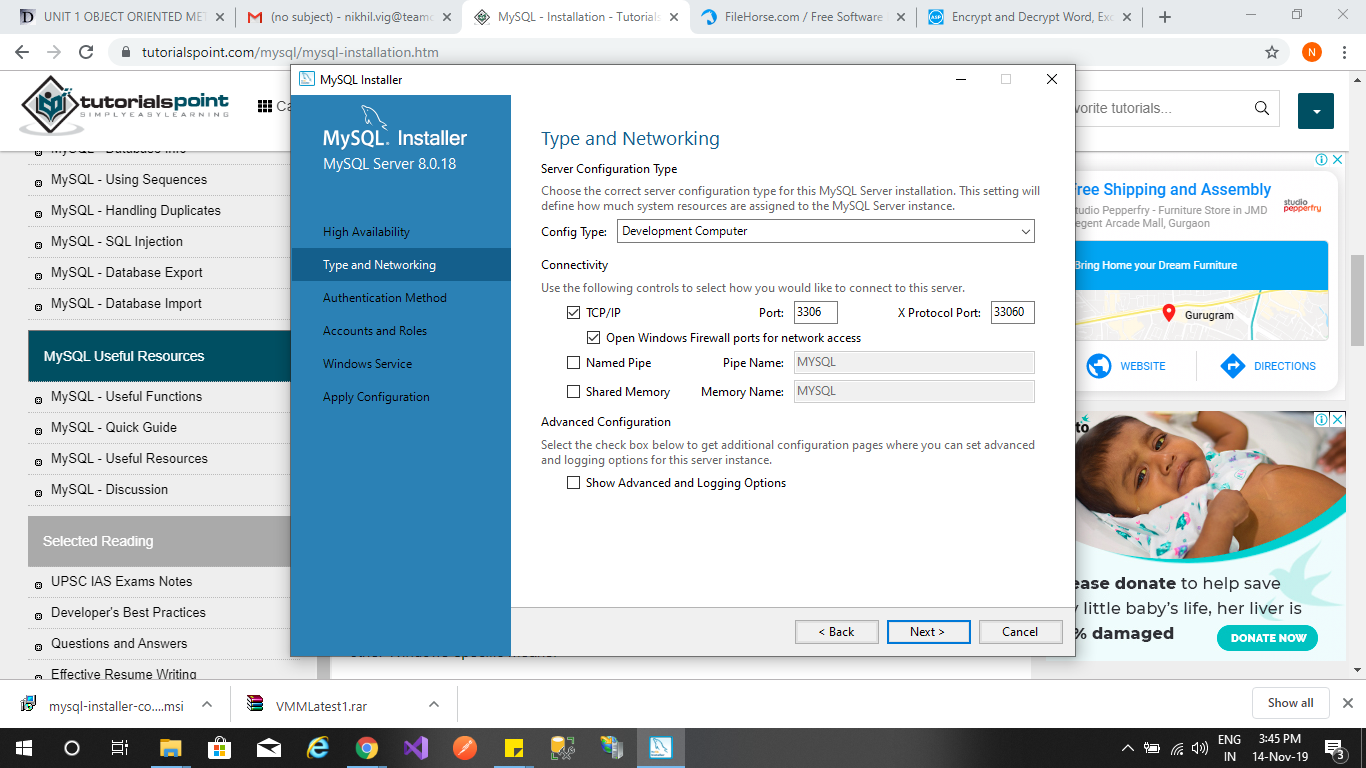 UNIT 1 OBJECT ORIENTED MET
(no subject) - nikhil.vig@teamc
MySQL - Installation - Tutorials
FileHorse.com / Free Software
Encrypt and Decrypt Word, Exc
tutorialspoint.com/mysql/mysql-installation.htm
N
tutorialspoint
SIMPLYEASYLEARNING
Ca
vorite tutorials...
MySQL - Database Info
MySQL - Using Sequences
MySQL - Handling Duplicates
MySQL - SQL Injection
MySQL - Database Export
MySQL - Database Import
MySQL Useful Resources
MySQL - Useful Functions
MySQL - Quick Guide
MySQL - Useful Resources
MySQL - Discussion
Selected Reading
UPSC IAS Exams Notes
Developer's Best Practices
Questions and Answers
Effective Resume Writing
MySQL Installer
MySQL. Installer
MySQL Server 8.0.18
High Availability
Type and Networking
Authentication Method
Accounts and Roles
Windows Service
Apply Configuration
Type and Networking
Server Configuration Type
Choose the correct server configuration type for this MySQL Server installation. This setting will
define how much system resources are assigned to the MySQL Server instance.
Config Type: Development Computer
Connectivity
Use the following controls to select how you would like to connect to this server.
TCP/IP Port: 3306 X Protocol Port: 33060
Open Windows Firewall ports for network access
Named Pipe Pipe Name: MYSQL
Shared Memory Memory Name: MYSQL
Advanced Configuration
Select the check box below to get additional configuration pages where you can set advanced
and logging options for this server instance.
Show Advanced and Logging Options
< Back Next > Cancel
Free Shipping and Assembly
tudio Pepperfry - Furniture Store in JMD
egent Arcade Mall, Gurgaon
studio
pepperfry
Bring Home your Dream Furniture
Gurugram
WEBSITE
DIRECTIONS
to
ease donate to help save
little baby's life, her liver is
% damaged
DONATE NOW
mysql-installer-co....msi
VMMLatest1.rar
Show all
ENG
IN
3:45 PM
14-Nov-19
3